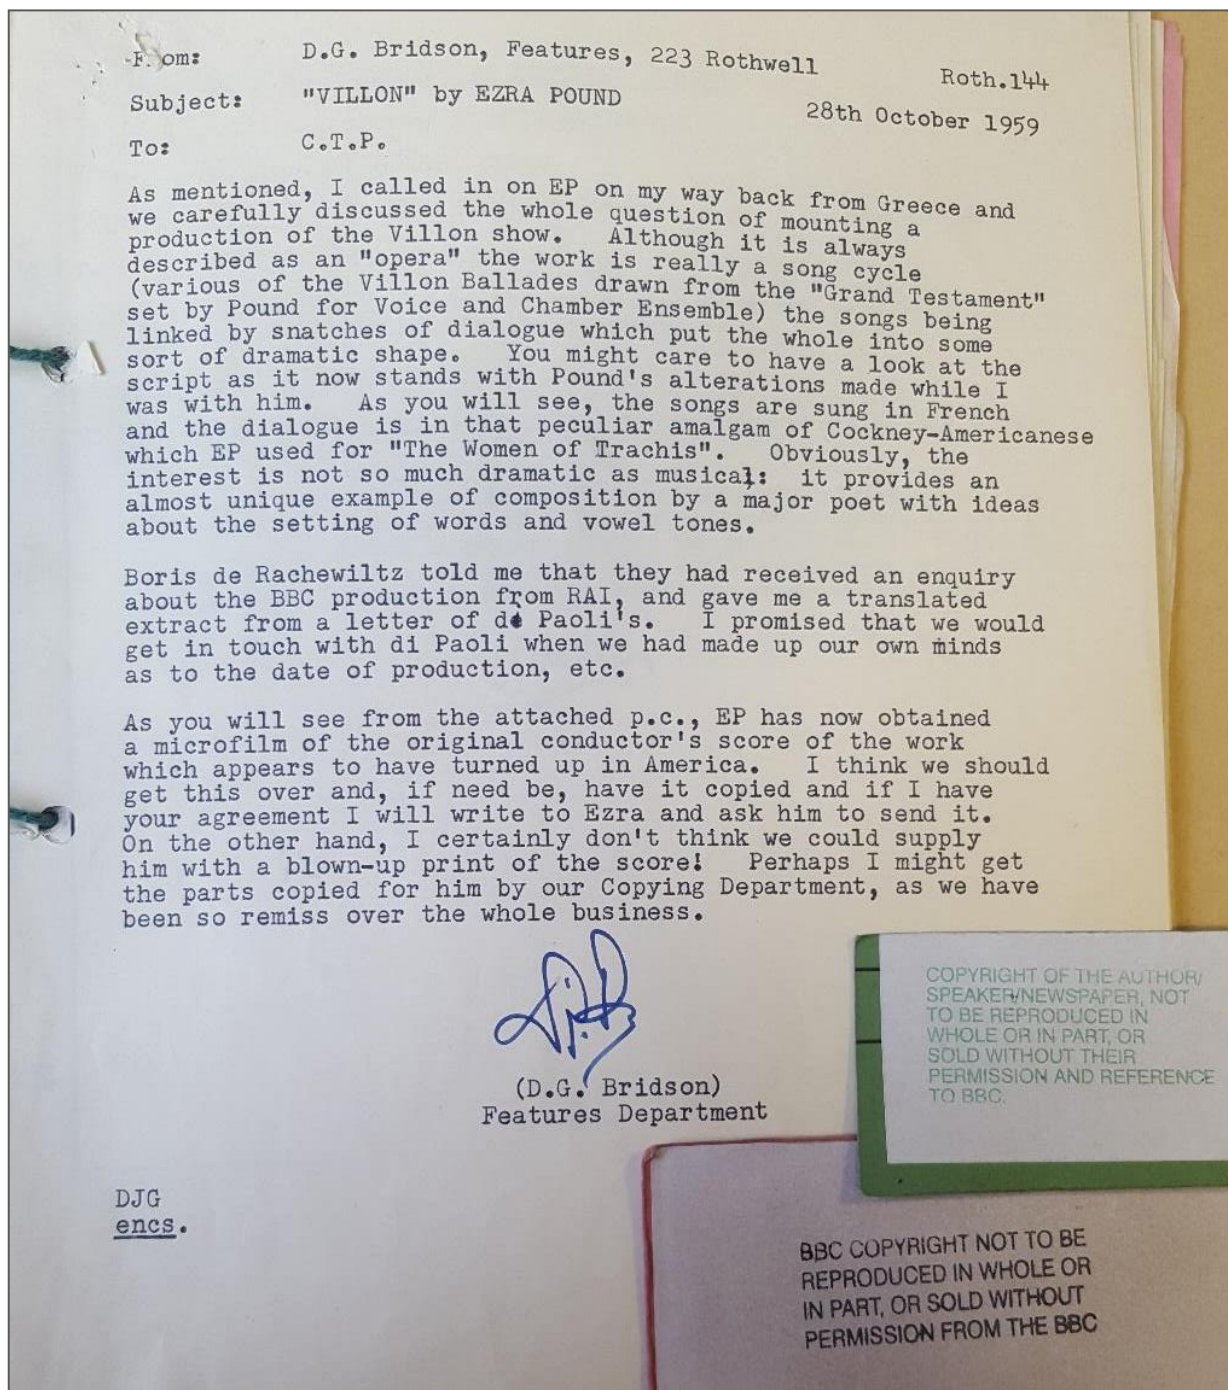 From: D.G. Bridson, Features, 223 Rothwell Roth.144
Subject: "VILLON" by EZRA POUND 28th October 1959
To: C.T.P.
As mentioned, I called in on EP on my way back from Greece and
we carefully discussed the whole question of mounting a
production of the Villon show. Although it is always
described as an "opera" the work is really a song cycle
(various of the Villon Ballades drawn from the "Grand Testament"
set by Pound for Voice and Chamber Ensemble) the songs being
linked by snatches of dialogue which put the whole into some
sort of dramatic shape. You might care to have a look at the
script as it now stands with Pound's alterations made while I
was with him. As you will see, the songs are sung in French
and the dialogue is in that peculiar amalgam of Cockney-Americanese
which EP used for "The Women of Trachis". Obviously, the
interest is not so much dramatic as musical: it provides an
almost unique example of composition by a major poet with ideas
about the setting of words and vowel tones.
Boris de Rachewiltz told me that they had received an enquiry
about the BBC production from RAI, and gave me a translated
extract from a letter of di Paoli's. I promised that we would
get in touch with di Paoli when we had made up our own minds
as to the date of production, etc.
As you will see from the attached p.c., EP has now obtained
a microfilm of the original conductor's score of the work
which appears to have turned up in America. I think we should
get this over and, if need be, have it copied and if I have
your agreement I will write to Ezra and ask him to send it.
On the other hand, I certainly don't think we could supply
him with a blown-up print of the score! Perhaps I might get
the parts copied for him by our Copying Department, as we have
been so remiss over the whole business.
(D.G. Bridson)
Features Department
DJG
encs.
COPYRIGHT OF THE AUTHOR/
SPEAKER/NEWSPAPER, NOT
TO BE REPRODUCED IN
WHOLE OR IN PART, OR
SOLD WITHOUT THEIR
PERMISSION AND REFERENCE
TO BBC.
BBC COPYRIGHT NOT TO BE
REPRODUCED IN WHOLE OR
IN PART, OR SOLD WITHOUT
PERMISSION FROM THE BBC